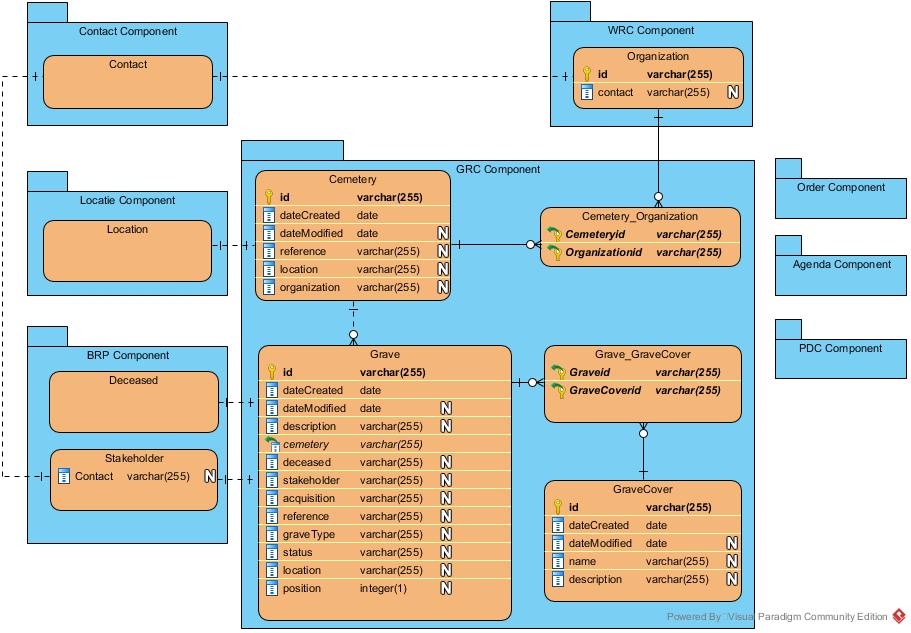 Contact Component
Contact
WRC Component
Organization
id varchar(255)
contact varchar(255) N
GRC Component
Cemetery
id varchar(255)
dateCreated date
dateModified date N
reference varchar(255) N
location varchar(255) N
organization varchar(255) N
Cemetery_Organization
Cemeteryid varchar(255)
Organizationid varchar(255)
Order Component
Locatie Component
Location
Agenda Component
PDC Component
BRP Component
Deceased
Stakeholder
Contact varchar(255) N
Grave
id varchar(255)
dateCreated date
dateModified date N
description varchar(255) N
cemetery varchar(255)
deceased varchar(255) N
stakeholder varchar(255) N
acquisition varchar(255) N
reference varchar(255) N
graveType varchar(255) N
status varchar(255) N
location varchar(255) N
position integer(1) N
Grave_GraveCover
Graveid varchar(255)
GraveCoverid varchar(255)
GraveCover
id varchar(255)
dateCreated date
dateModified date N
name varchar(255) N
description varchar(255) N
Powered By Visual Paradigm Community Edition